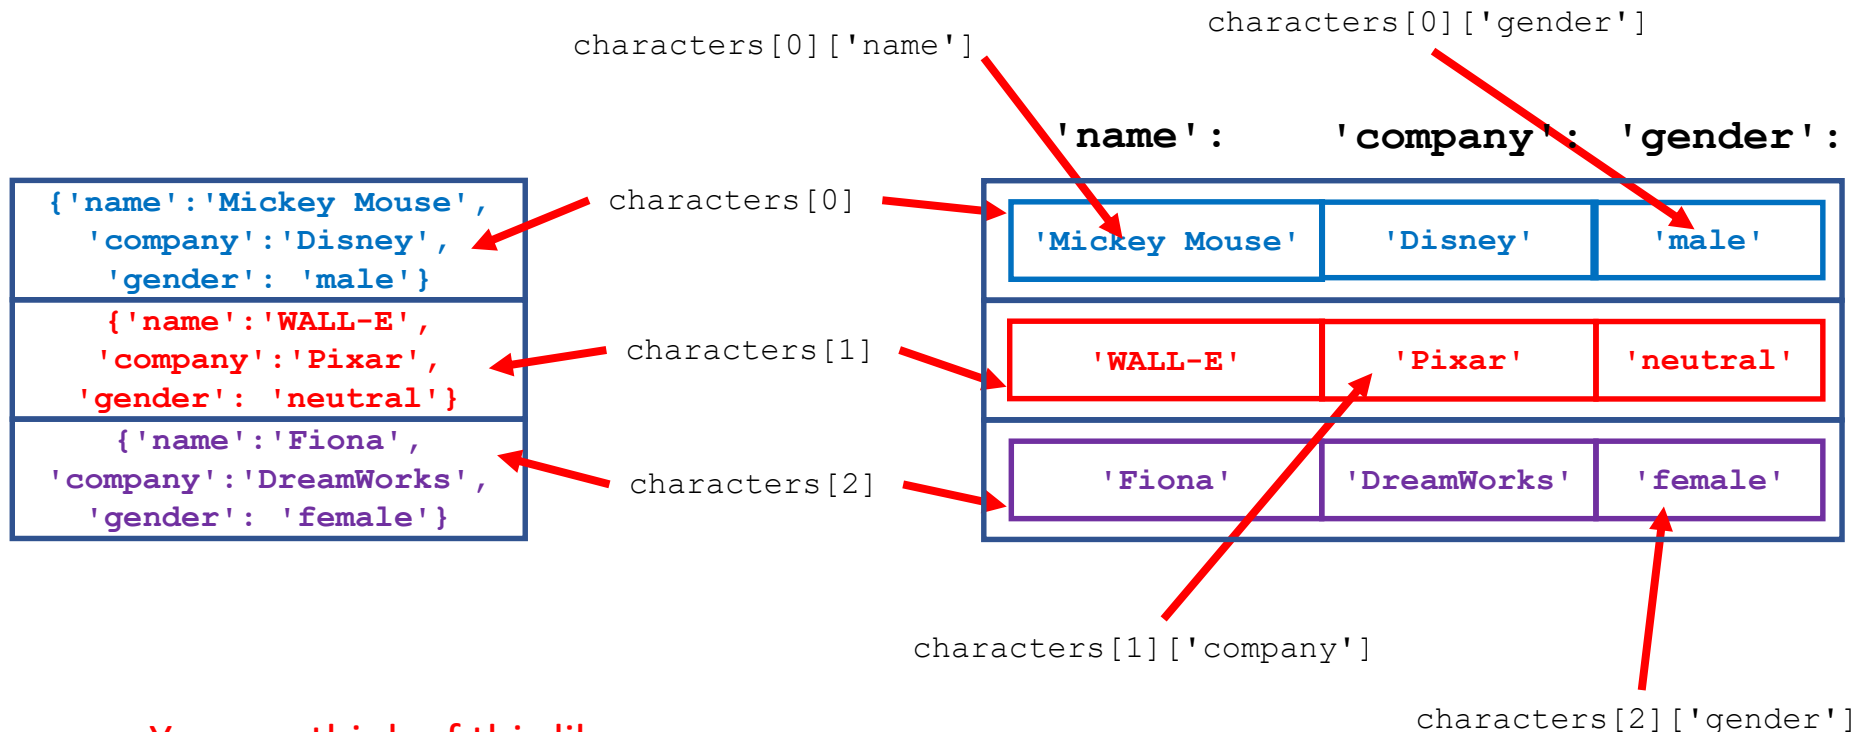 characters[0]['name']
characters[0]['gender']
'name': 'company': 'gender':
{'name':'Mickey Mouse',
'company':'Disney',
'gender': 'male'}
characters[0]
'Mickey Mouse' 'Disney' 'male'
{'name':'WALL-E',
'company':'Pixar',
'gender': 'neutral'}
characters[1]
'WALL-E' 'Pixar' 'neutral'
{'name':'Fiona',
'company':'DreamWorks',
'gender': 'female'}
characters[2]
'Fiona' 'DreamWorks' 'female'
characters[1]['company']
characters[2]['gender']